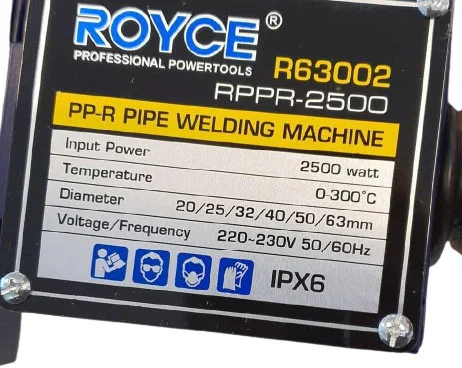 ROYCE®
PROFESSIONAL POWERTOOLS
R63002
RPPR-2500
PP-R PIPE WELDING MACHINE
Input Power 2500 watt
Temperature 0-300°C
Diameter 20/25/32/40/50/63mm
Voltage/Frequency 220~230V 50/60Hz
IPX6